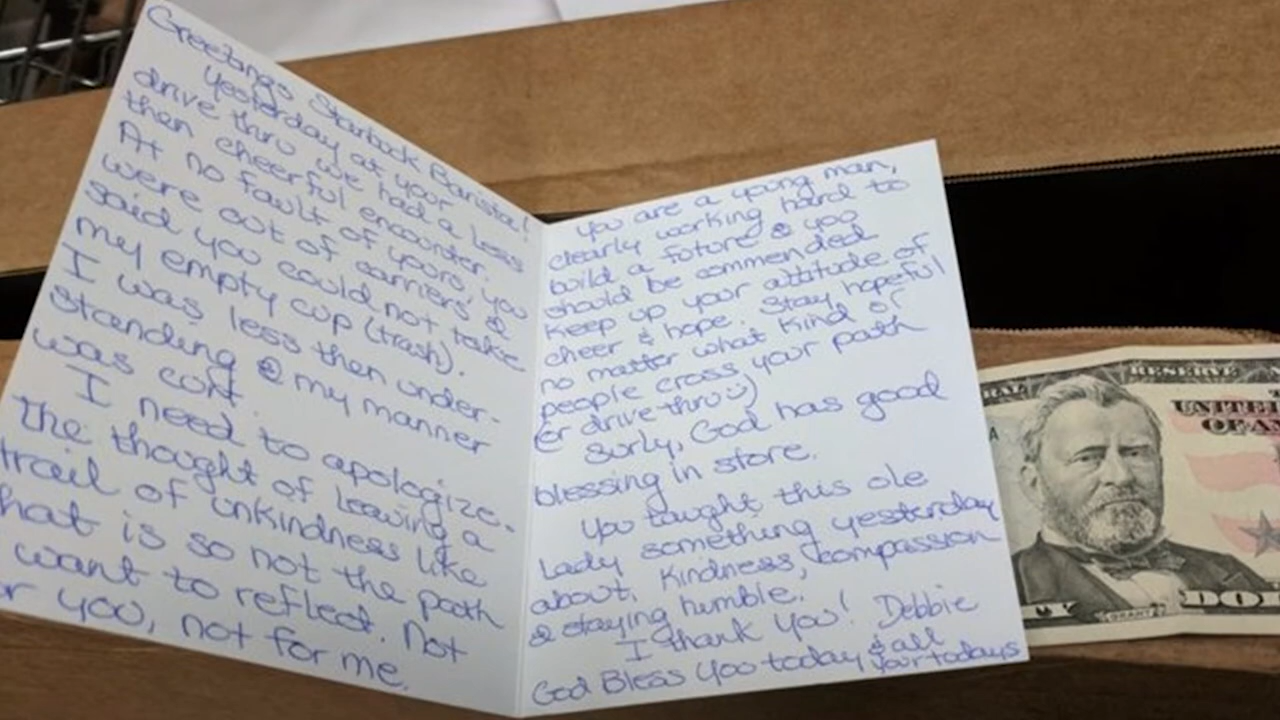 Greetings Starbuck Barista!
Yesterday at your
drive thru we had a less
then cheerful encounter.
At no fault of yours, you
were out of carriers &
said you could not take
my empty cup (trash).
I was less then under-
standing @ my manner
was cort.
I need to apologize.
The thought of leaving a
trail of unkindness like
that is so not the path
want to reflect. Not
or you, not for me.
You are a young man,
clearly working hard to
build a future & you
should be commended
Keep up your attitude of
cheer & hope. Stay hopeful
no matter what kind of
people cross your path
er drive thru :)
Surly, God has good
blessing in store.
You taught this ole
Lady something yesterday
about, Kindness, compassion
& staying humble.
I thank you! Debbie
God Bless you today & all
your todays
RAL RESERVE N
UNITE
OF AM
A
TY GRANT DOL